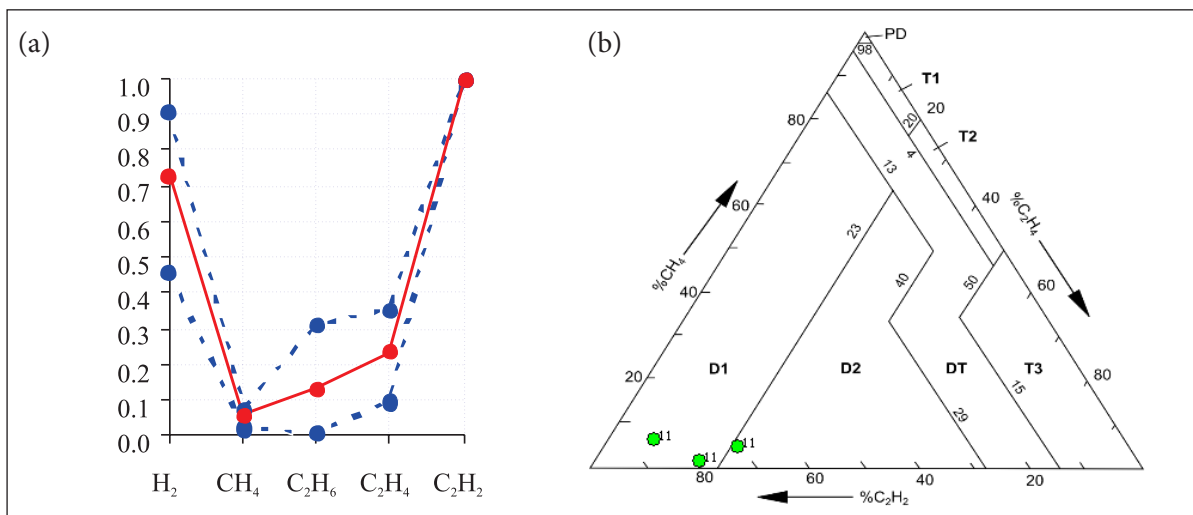 (a)
1.0
0.9
0.8
0.7
0.6
0.5
0.4
0.3
0.2
0.1
0.0
H₂ CH₄ C₂H₆ C₂H₄ C₂H₂
(b)
PD
98
T1
20
20
T2
4
80
13
40
%C₂H₄
60
23
%CH₄
40
40
50
60
20
D1
D2
DT
T3
80
15
29
11
11
11
80
60
40
20
%C₂H₂